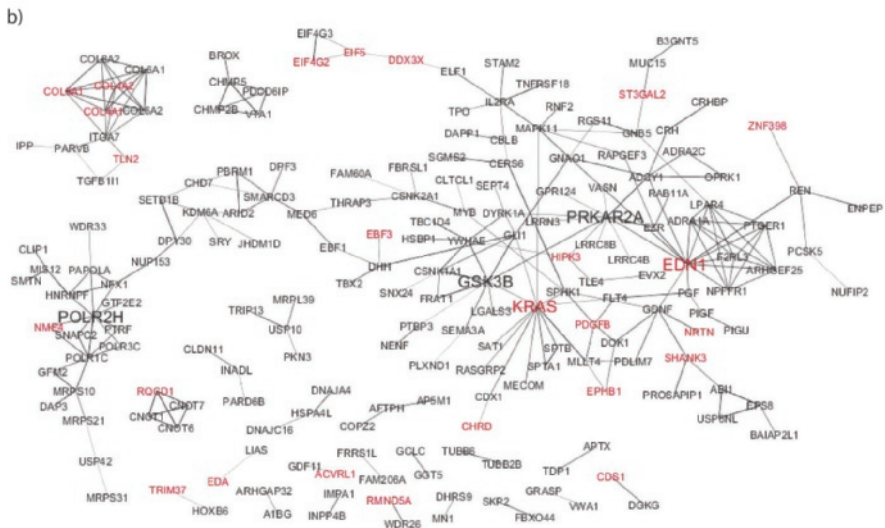 b)
EIF4G3
EIF5
EIF4G2
DDX3X
B3GNT5
MUC15
COL6A1
COL6A2
ITGA7
IPP
PARVB
TLN2
TGFB1I1
BROX
CHMP5
PDCD6IP
CHMP2B
VTA1
ELF1
STAM2
TNFRSF18
IL2RA
TPO
DAPP1
CBLB
CERS6
MAPK11
RNF2
RGS11
GNB5
ST3GAL2
CRHBP
CRH
ADRA2C
ZNF398
GNAO1
RAPGEF3
ADCY1
OPRK1
REN
ENPEP
PCSK5
NUFIP2
DPF3
PBRM1
CHD7
SMARCD3
SETD1B
KDM6A
ARID2
MED6
SRY
JHDM1D
DPY30
NUP153
FAM60A
FBRSL1
THRAP3
CSNK2A1
SGMS2
CLTCL1
SEPT4
MYB
DYRK1A
GPR124
VASN
RAB11A
LPAR4
TBC1D4
HSBP1
YWHAE
GLI1
LRRN3
PRKAR2A
EZR
ADRA1A
PTGER1
LRRC8B
LRRC4B
EDN1
F2RL3
ARHGEF25
NPFFR1
EBF3
EBF1
DHH
TBX2
CSNK1A1
SNX24
FRAT1
GSK3B
HIPK3
TLE4
EVX2
WDR33
CLIP1
MIS12
PAPOLA
SMTN
HNRNPF
NFX1
GTF2E2
POLR2H
PTRF
NME4
SNAPC2
POLR3C
POLR1C
GFM2
MRPS10
DAP3
MRPS21
USP42
MRPS31
TRIP13
MRPL39
USP10
PKN3
LGALS3
KRAS
SPHK1
FLT4
PGF
GDNF
PIGF
PIGU
NRTN
PTBP3
NENF
SEMA3A
PLXND1
PDGFB
DOK1
SAT1
RASGRP2
SPTB
SPTA1
MLLT4
PDLIM7
SHANK3
MECOM
CDX1
CHRD
EPHB1
PROSAPIP1
ABI1
USP6NL
EPS8
BAIAP2L1
CLDN11
INADL
PARD6B
RQCD1
CNOT7
CNOT1
CNOT6
DNAJA4
HSPA4L
DNAJC16
AP5M1
AFTPH
COPZ2
LIAS
EDA
TRIM37
HOXB6
GDF11
ACVRL1
ARHGAP32
A1BG
IMPA1
INPP4B
FRRS1L
FAM206A
GCLC
GGT5
RMND5A
WDR26
TUBB6
TUBB2B
DHRS9
MN1
SKP2
FBXO44
APTX
TDP1
GRASP
VWA1
CDS1
DGKG